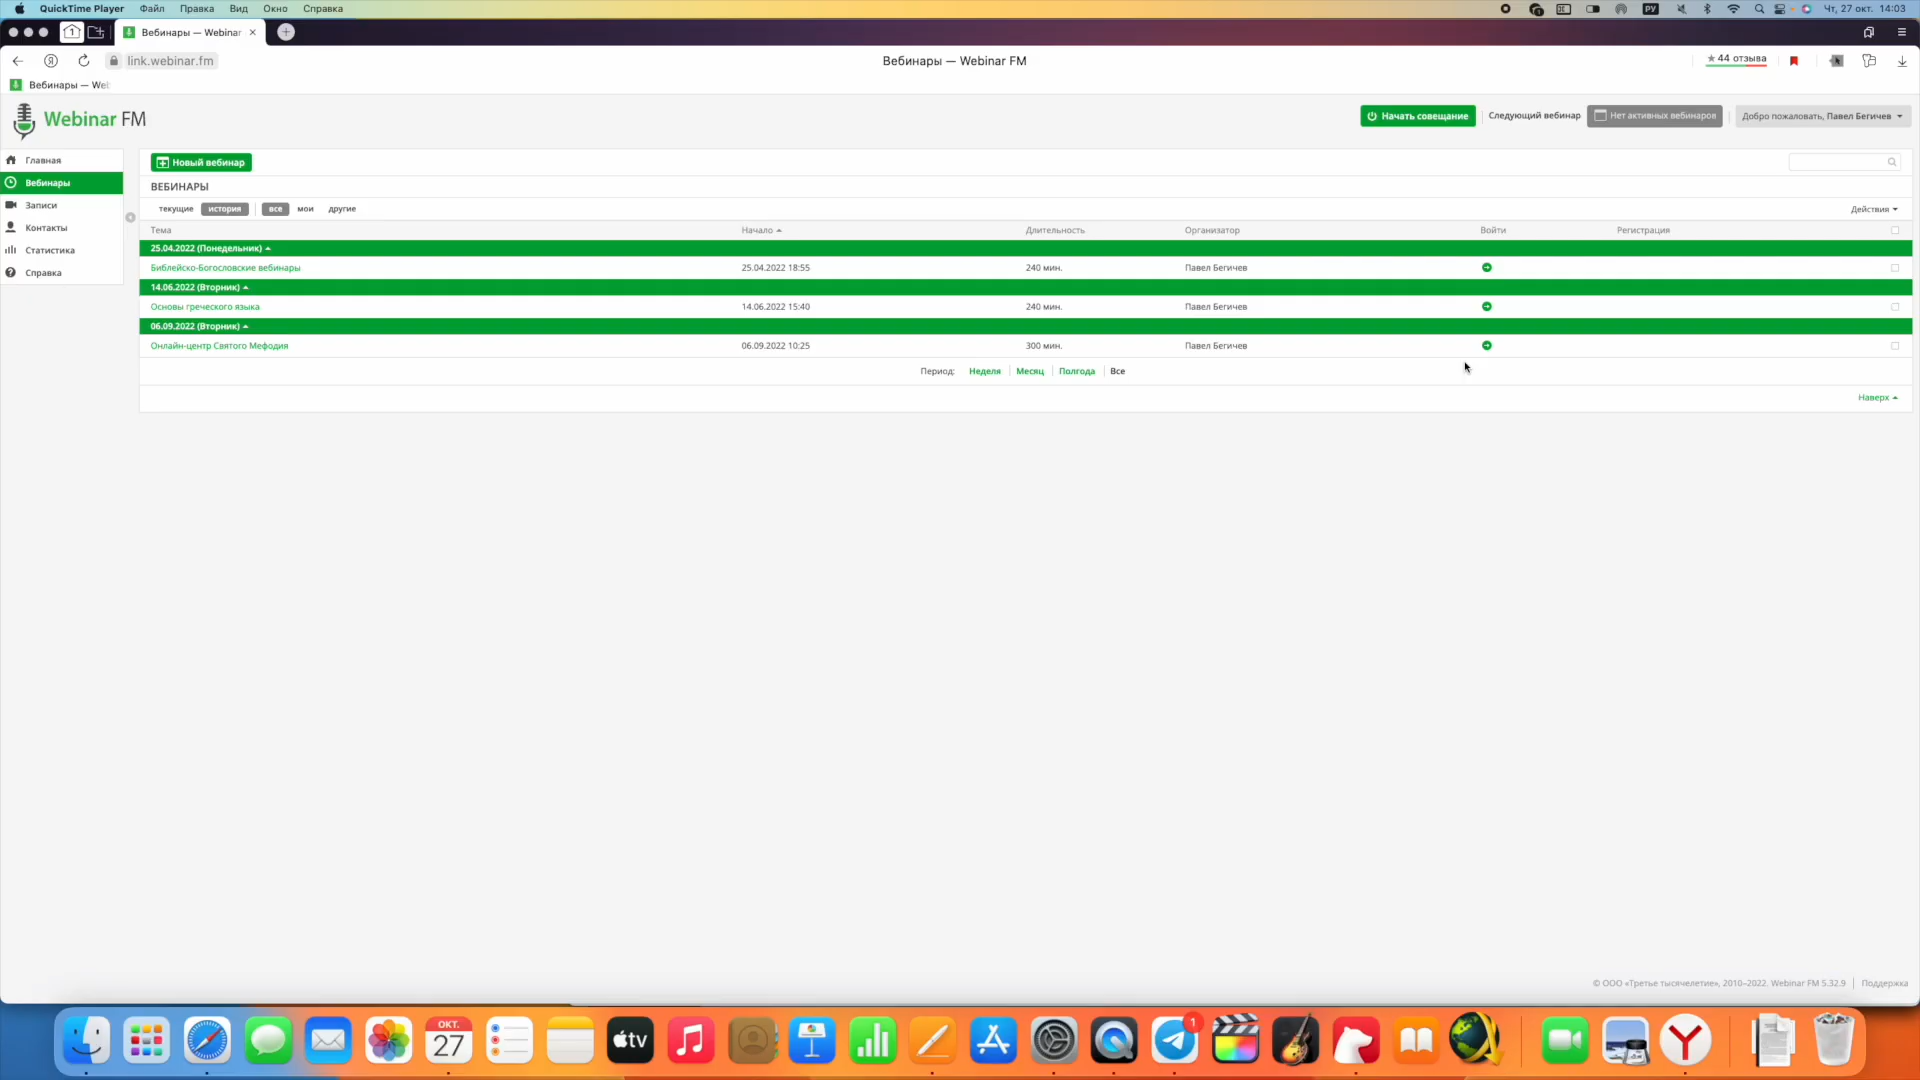 QuickTime Player Файл Правка Вид Окно Справка РУ Чт, 27 окт. 14:03
1 Вебинары — Webinar
link.webinar.fm Вебинары — Webinar FM ★ 44 отзыва
Вебинары — Web
Webinar FM Начать совещание Следующий вебинар Нет активных вебинаров Добро пожаловать, Павел Бегичев
Главная
Вебинары
Записи
Контакты
Статистика
Справка
Новый вебинар
ВЕБИНАРЫ
текущие история все мои другие Действия
Тема Начало Длительность Организатор Войти Регистрация
25.04.2022 (Понедельник)
Библейско-Богословские вебинары 25.04.2022 18:55 240 мин. Павел Бегичев
14.06.2022 (Вторник)
Основы греческого языка 14.06.2022 15:40 240 мин. Павел Бегичев
06.09.2022 (Вторник)
Онлайн-центр Святого Мефодия 06.09.2022 10:25 300 мин. Павел Бегичев
Период: Неделя Месяц Полгода Все
Наверх
© ООО «Третье тысячелетие», 2010–2022. Webinar FM 5.32.9 Поддержка
ОКТ.
27
tv
1